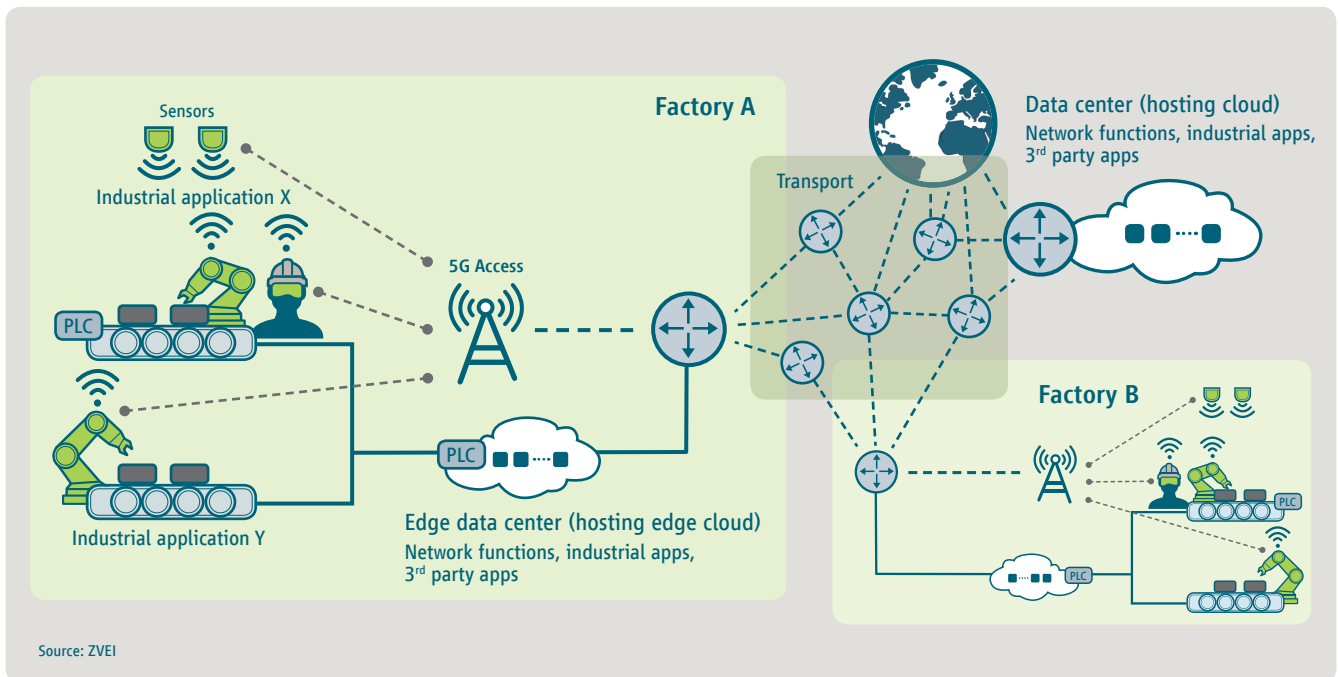 Factory A
Sensors
Industrial application X
PLC
5G Access
PLC
Industrial application Y
Edge data center (hosting edge cloud)
Network functions, industrial apps,
3rd party apps
Transport
Data center (hosting cloud)
Network functions, industrial apps,
3rd party apps
Factory B
PLC
PLC
Source: ZVEI